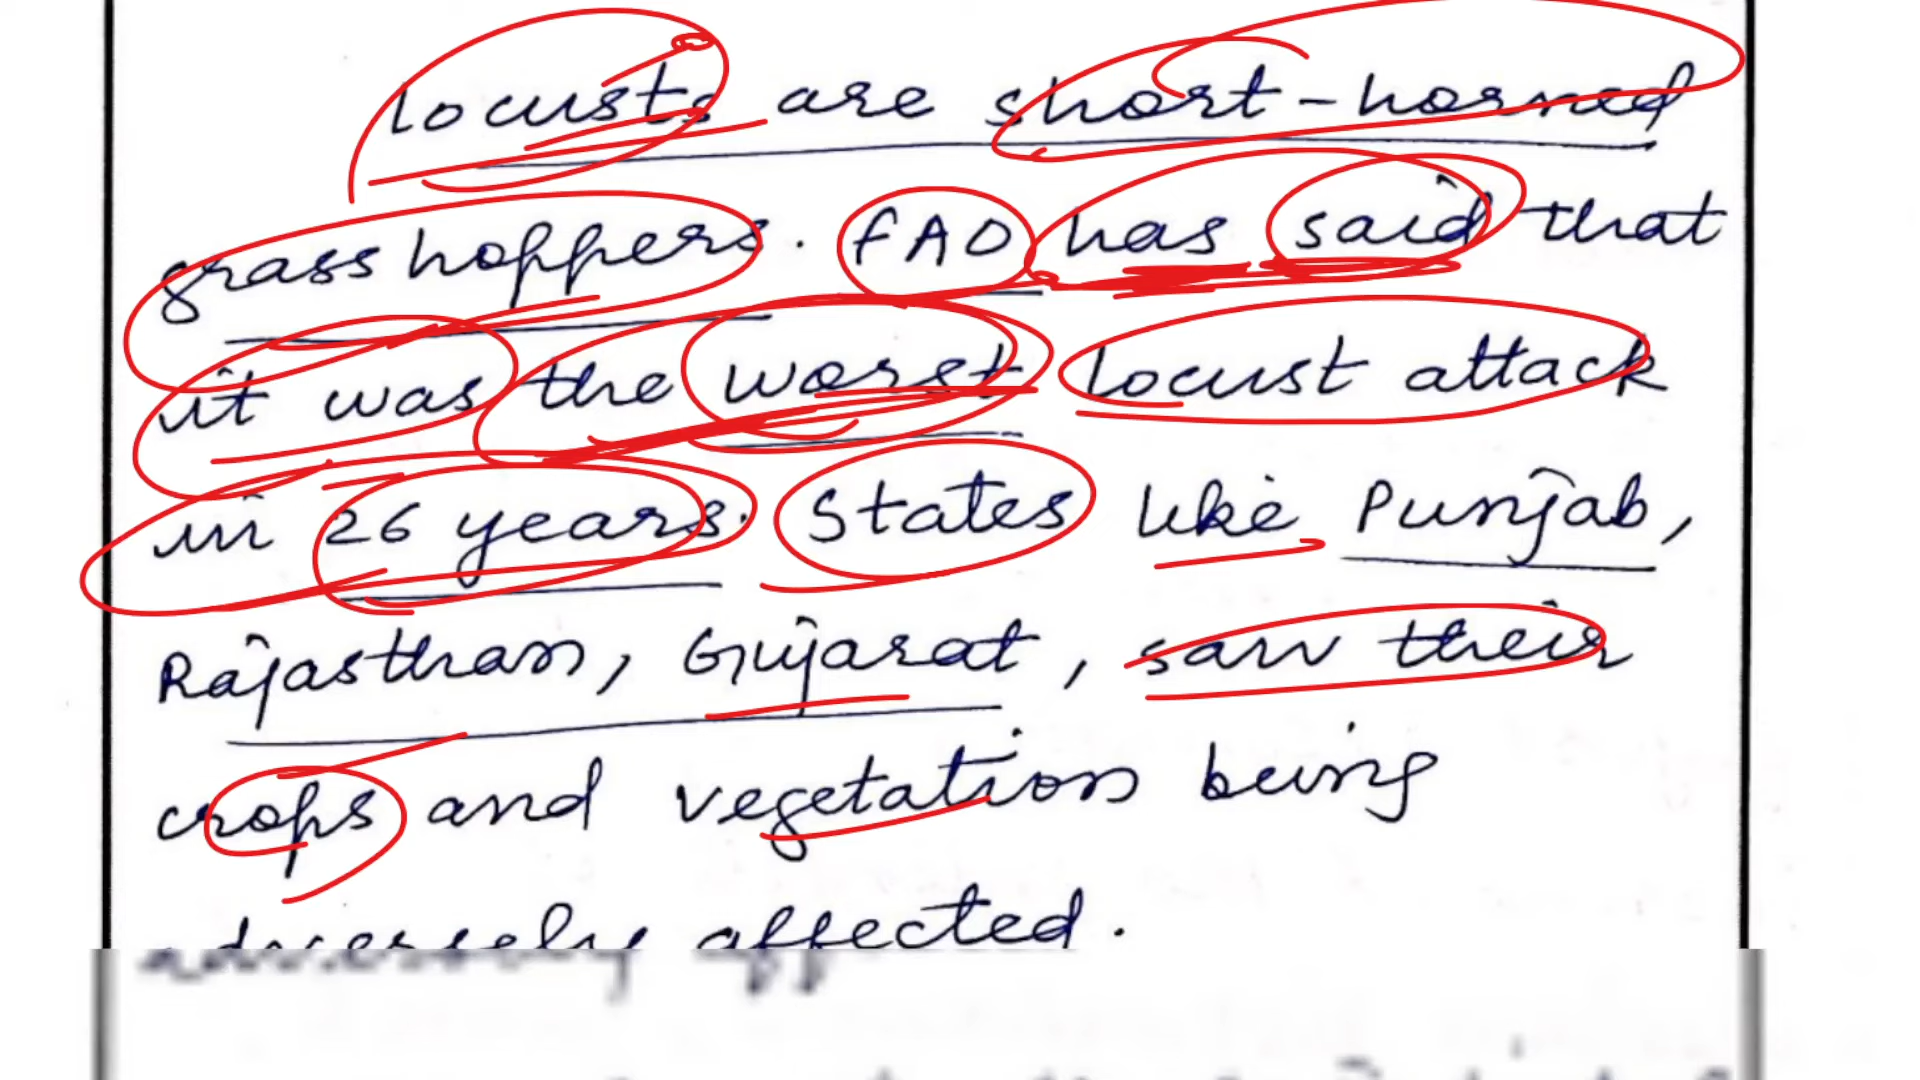 locusts are short-horned
grasshoppers. FAO has said that
it was the worst locust attack
in 26 years. States like Punjab,
Rajasthan, Gujarat, saw their
crops and vegetation being
adversely affected.